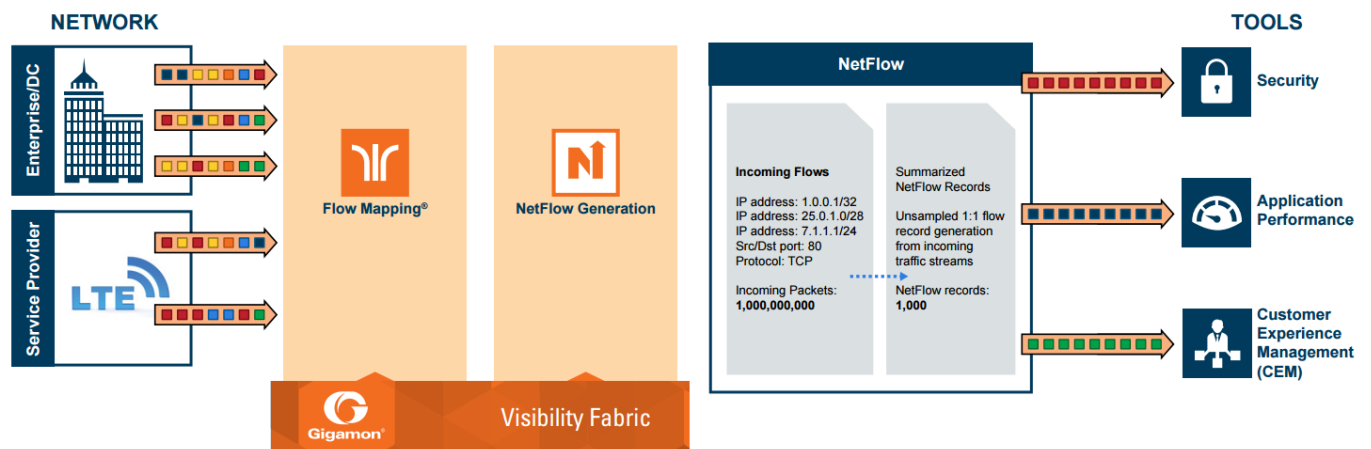 NETWORK
Enterprise/DC
Service Provider
LTE
Flow Mapping®
NetFlow Generation
Gigamon®
Visibility Fabric
NetFlow
Incoming Flows
IP address: 1.0.0.1/32
IP address: 25.0.1.0/28
IP address: 7.1.1.1/24
Src/Dst port: 80
Protocol: TCP
Incoming Packets:
1,000,000,000
Summarized
NetFlow Records
Unsampled 1:1 flow
record generation
from incoming
traffic streams
NetFlow records:
1,000
TOOLS
Security
Application
Performance
Customer
Experience
Management
(CEM)